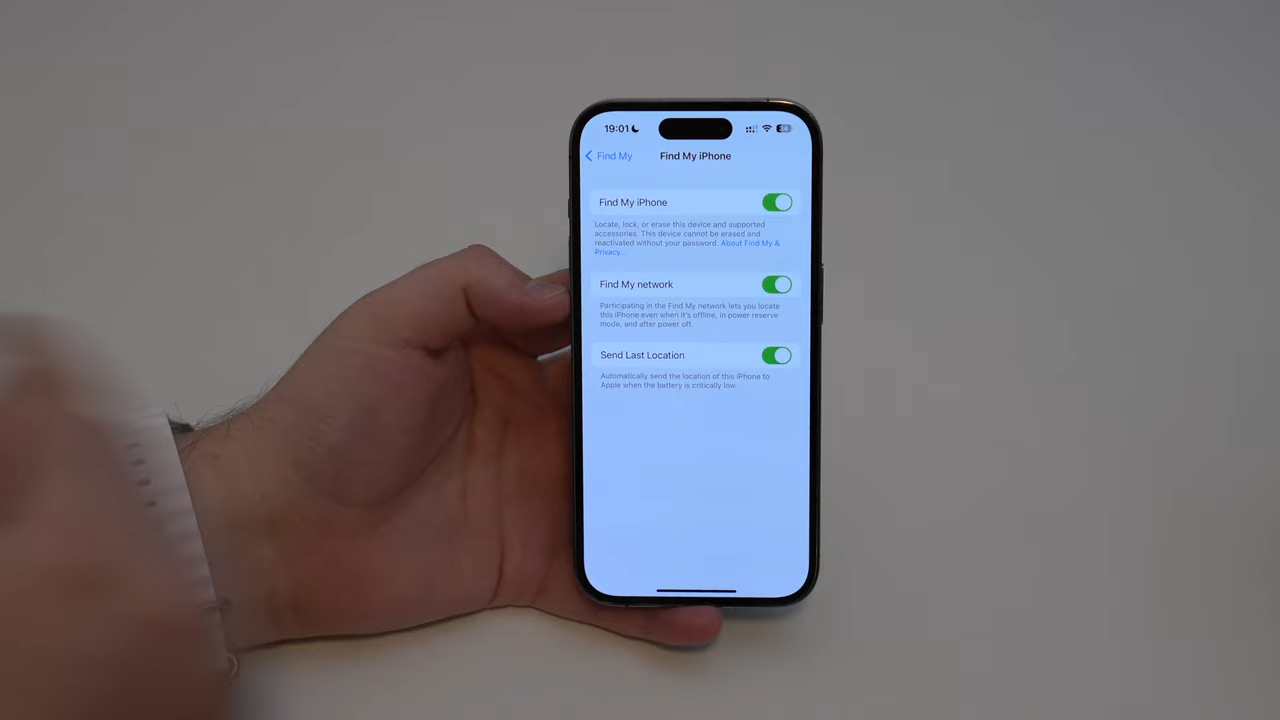 19:01
Find My
Find My iPhone
Find My iPhone
Locate, lock, or erase this device and supported
accessories. This device cannot be erased and
reactivated without your password. About Find My &
Privacy...
Find My network
Participating in the Find My network lets you locate
this iPhone even when it's offline, in power reserve
mode, and after power off.
Send Last Location
Automatically send the location of this iPhone to
Apple when the battery is critically low.